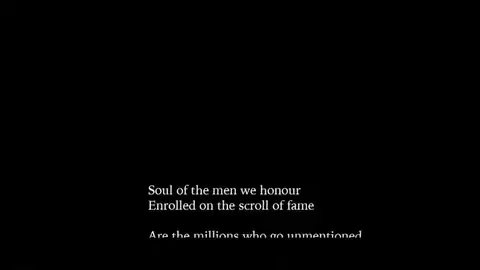 Soul of the men we honour
Enrolled on the scroll of fame
Are the millions who go unmentioned